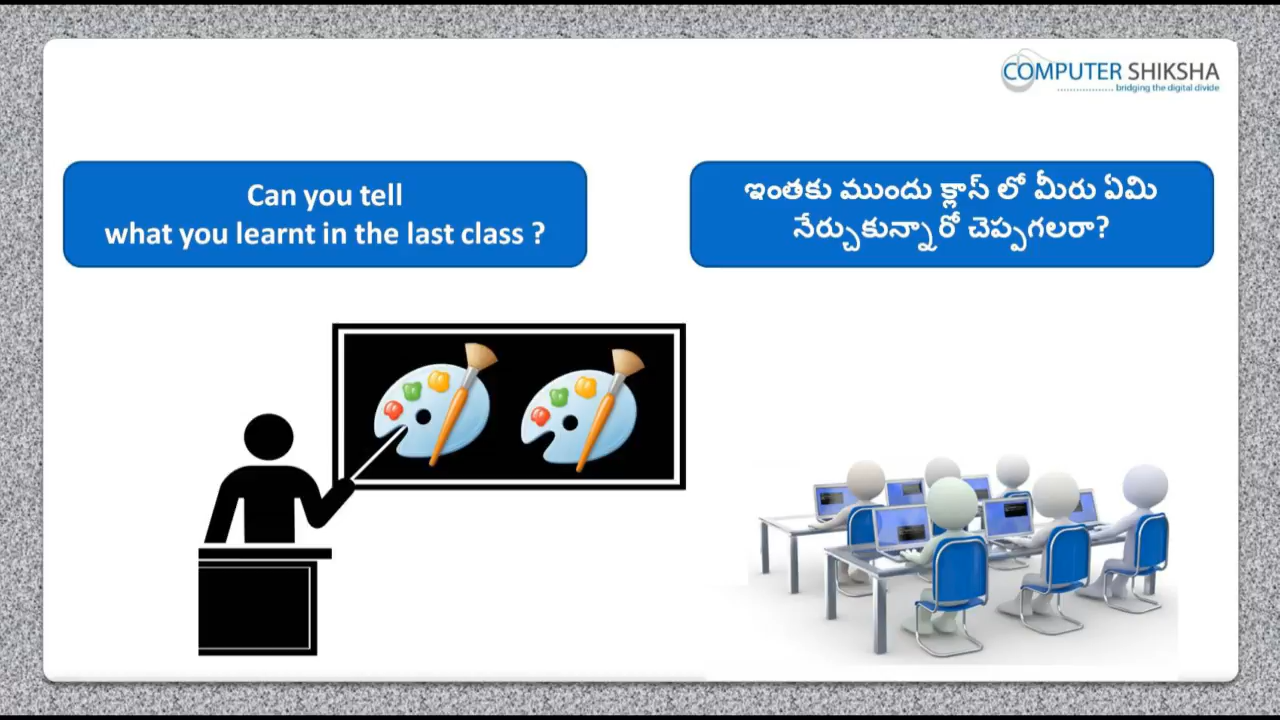 COMPUTER SHIKSHA
bridging the digital divide
Can you tell
what you learnt in the last class ?
ఇంతకు ముందు క్లాస్ లో మీరు ఏమి
నేర్చుకున్నారో చెప్పగలరా?